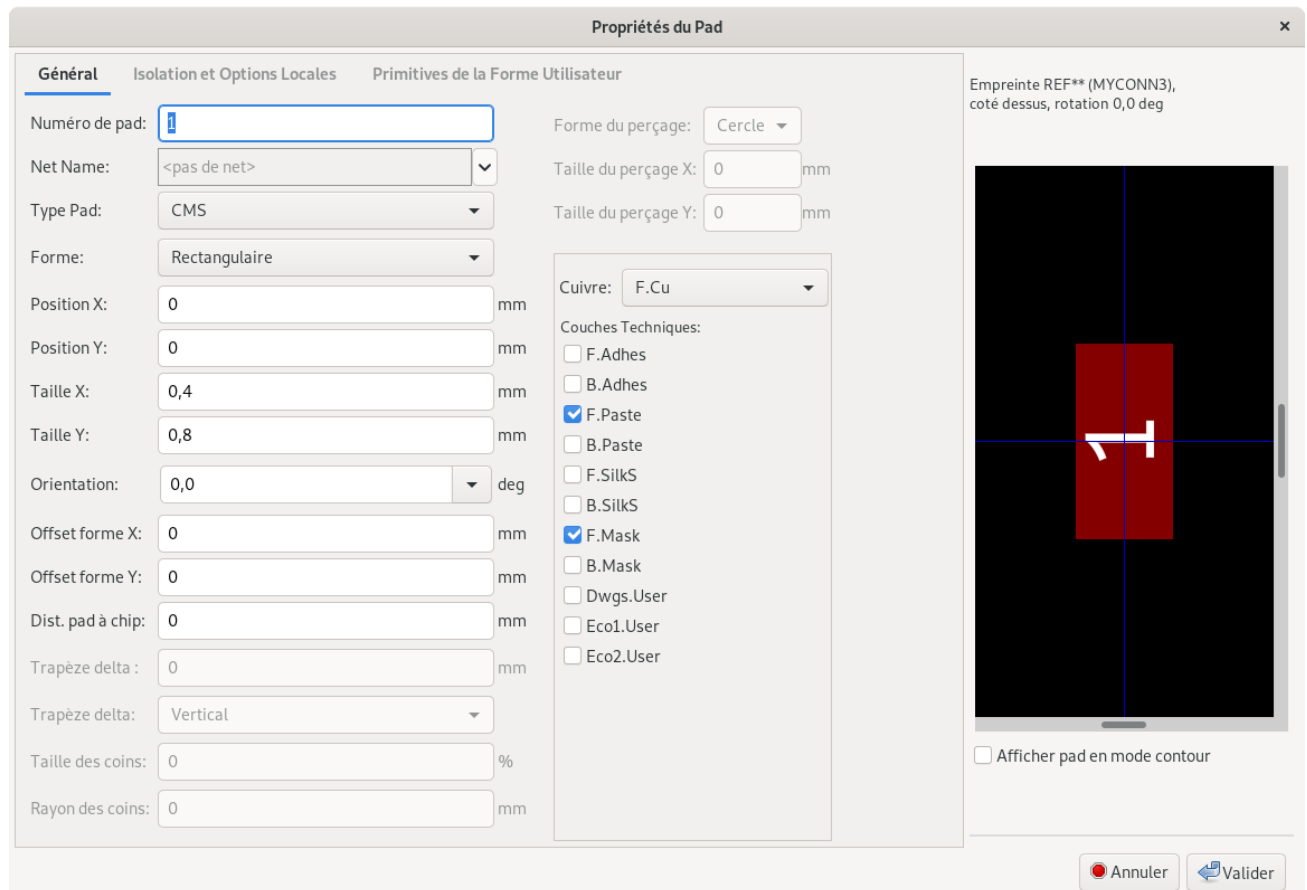 Propriétés du Pad
Général Isolation et Options Locales Primitives de la Forme Utilisateur
Numéro de pad: 1
Net Name: <pas de net>
Type Pad: CMS
Forme: Rectangulaire
Position X: 0 mm
Position Y: 0 mm
Taille X: 0,4 mm
Taille Y: 0,8 mm
Orientation: 0,0 deg
Offset forme X: 0 mm
Offset forme Y: 0 mm
Dist. pad à chip: 0 mm
Trapèze delta : 0 mm
Trapèze delta: Vertical
Taille des coins: 0 %
Rayon des coins: 0 mm
Forme du perçage: Cercle
Taille du perçage X: 0 mm
Taille du perçage Y: 0 mm
Cuivre: F.Cu
Couches Techniques:
F.Adhes
B.Adhes
F.Paste
B.Paste
F.SilkS
B.SilkS
F.Mask
B.Mask
Dwgs.User
Eco1.User
Eco2.User
Empreinte REF** (MYCONN3),
coté dessus, rotation 0,0 deg
1
Afficher pad en mode contour
Annuler Valider